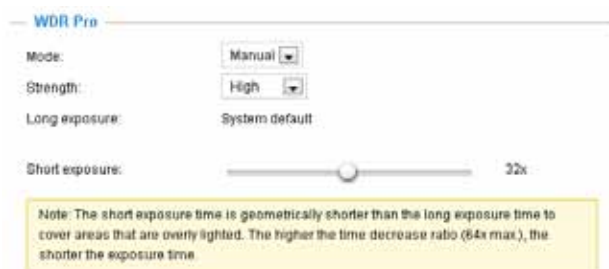 WDR Pro
Mode: Manual
Strength: High
Long exposure: System default
Short exposure: 32x
Note: The short exposure time is geometrically shorter than the long exposure time to
cover areas that are overly lighted. The higher the time decrease ratio (64x max.), the
shorter the exposure time.